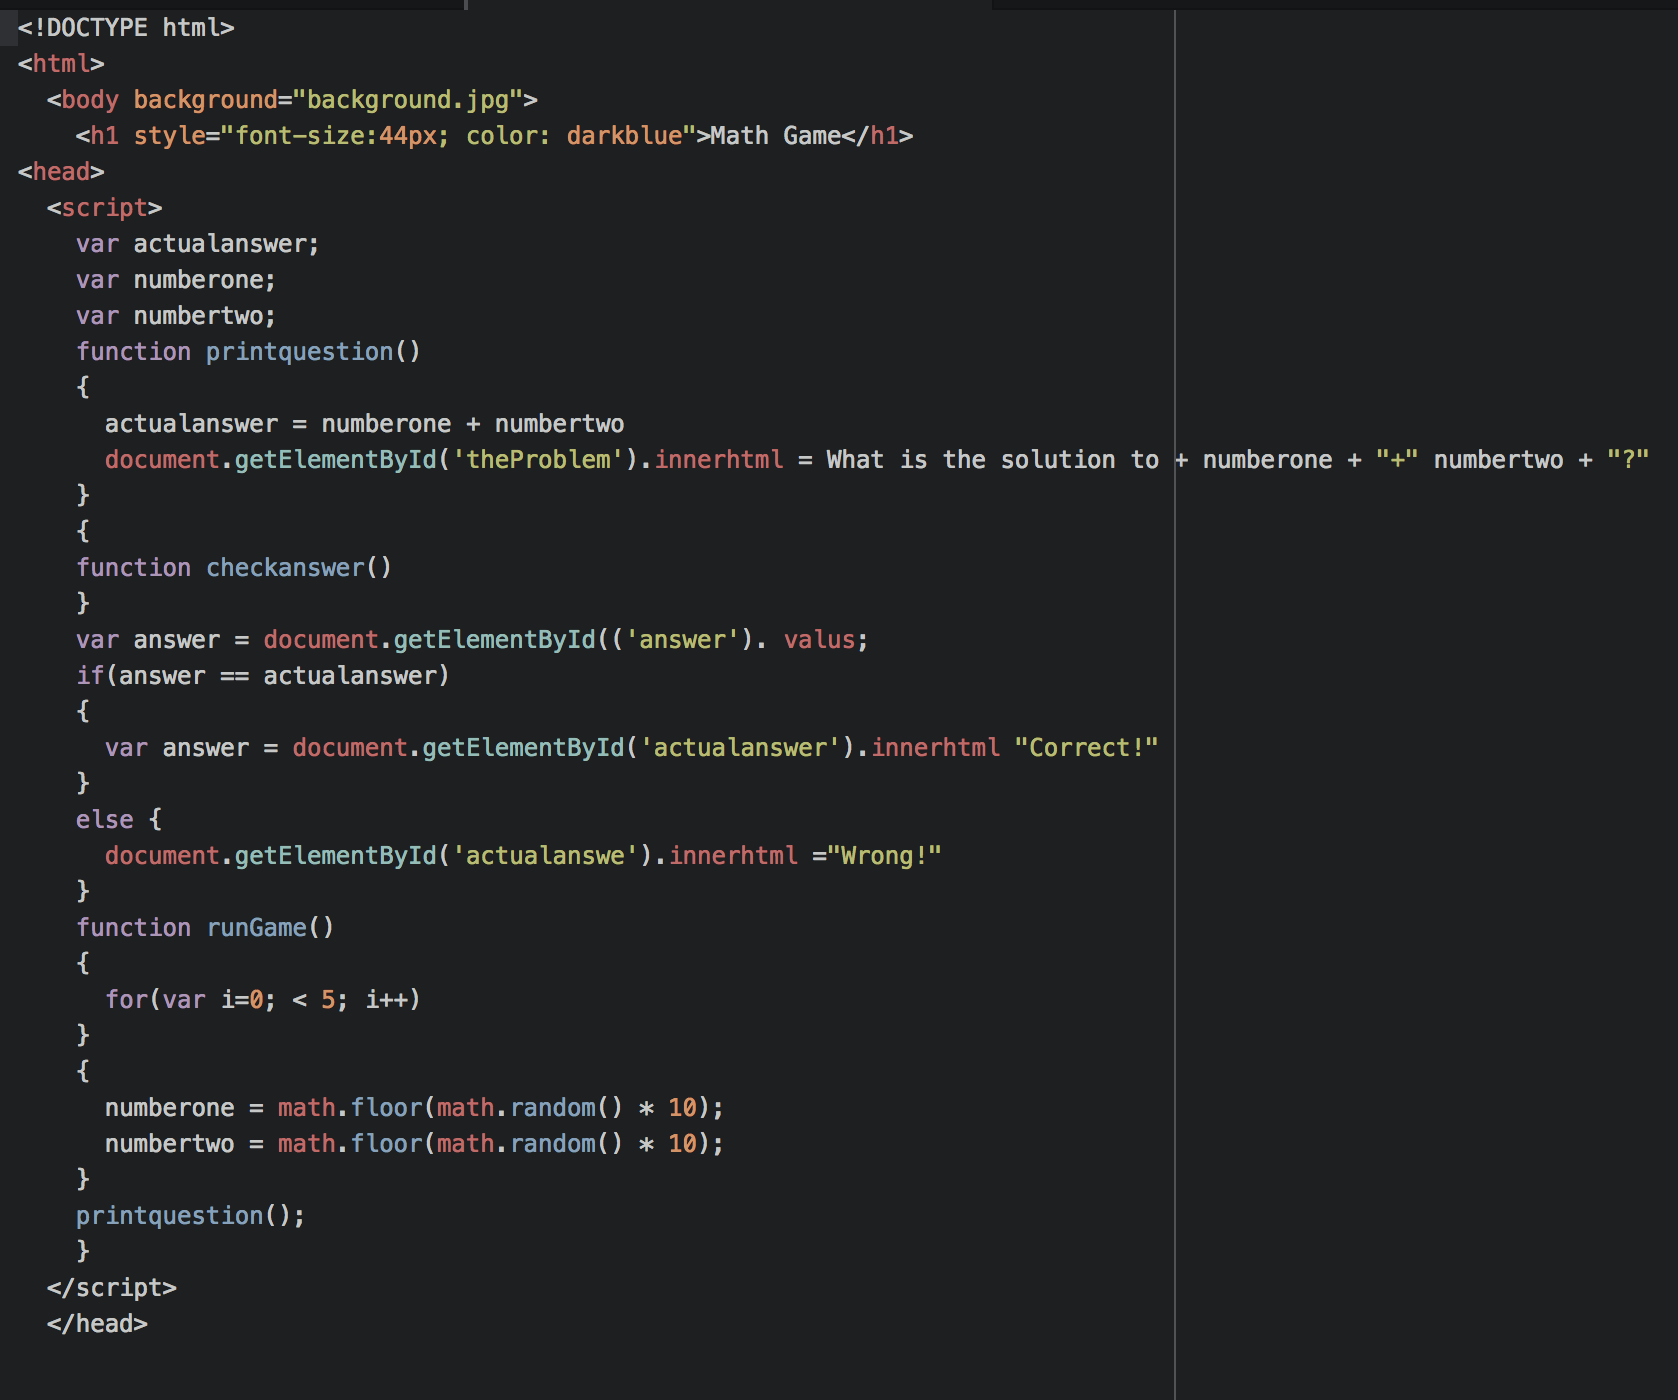 <!DOCTYPE html>
<html>
  <body background="background.jpg">
    <h1 style="font-size:44px; color: darkblue">Math Game</h1>
<head>
  <script>
    var actualanswer;
    var numberone;
    var numbertwo;
    function printquestion()
    {
      actualanswer = numberone + numbertwo
      document.getElementById('theProblem').innerhtml = What is the solution to + numberone + "+" numbertwo + "?"
    }
    {
    function checkanswer()
    }
    var answer = document.getElementById(('answer'). valus;
    if(answer == actualanswer)
    {
      var answer = document.getElementById('actualanswer').innerhtml "Correct!"
    }
    else {
      document.getElementById('actualanswe').innerhtml ="Wrong!"
    }
    function runGame()
    {
      for(var i=0; < 5; i++)
    }
    {
      numberone = math.floor(math.random() * 10);
      numbertwo = math.floor(math.random() * 10);
    }
    printquestion();
    }
  </script>
  </head>